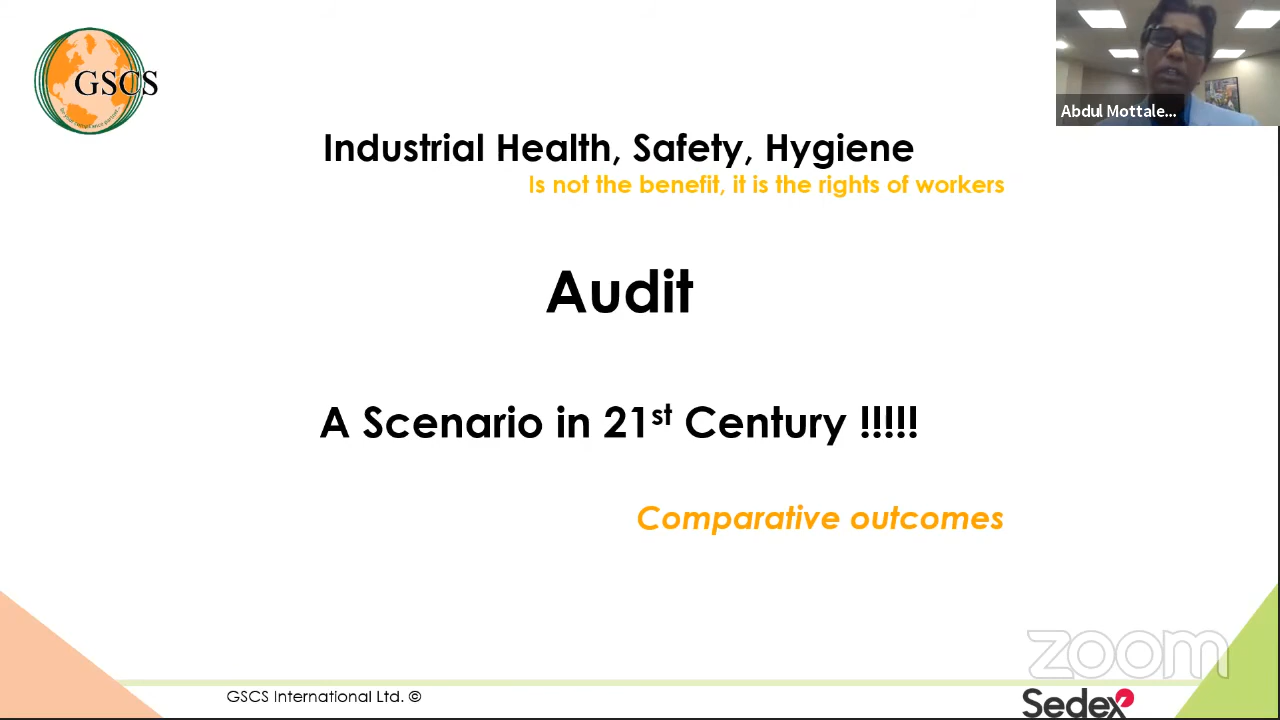 GSCS
Abdul Mottale...
Industrial Health, Safety, Hygiene
Is not the benefit, it is the rights of workers
Audit
A Scenario in 21st Century !!!!!
Comparative outcomes
zoom
GSCS International Ltd. ©
Sedex